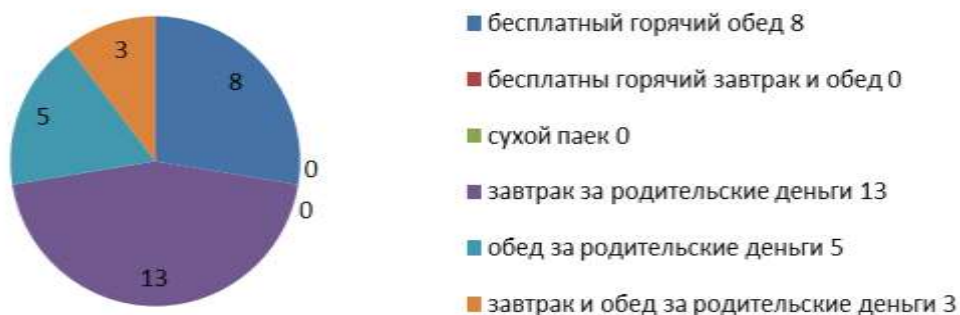 3
8
5
0
0
13
бесплатный горячий обед 8
бесплатны горячий завтрак и обед 0
сухой паек 0
завтрак за родительские деньги 13
обед за родительские деньги 5
завтрак и обед за родительские деньги 3